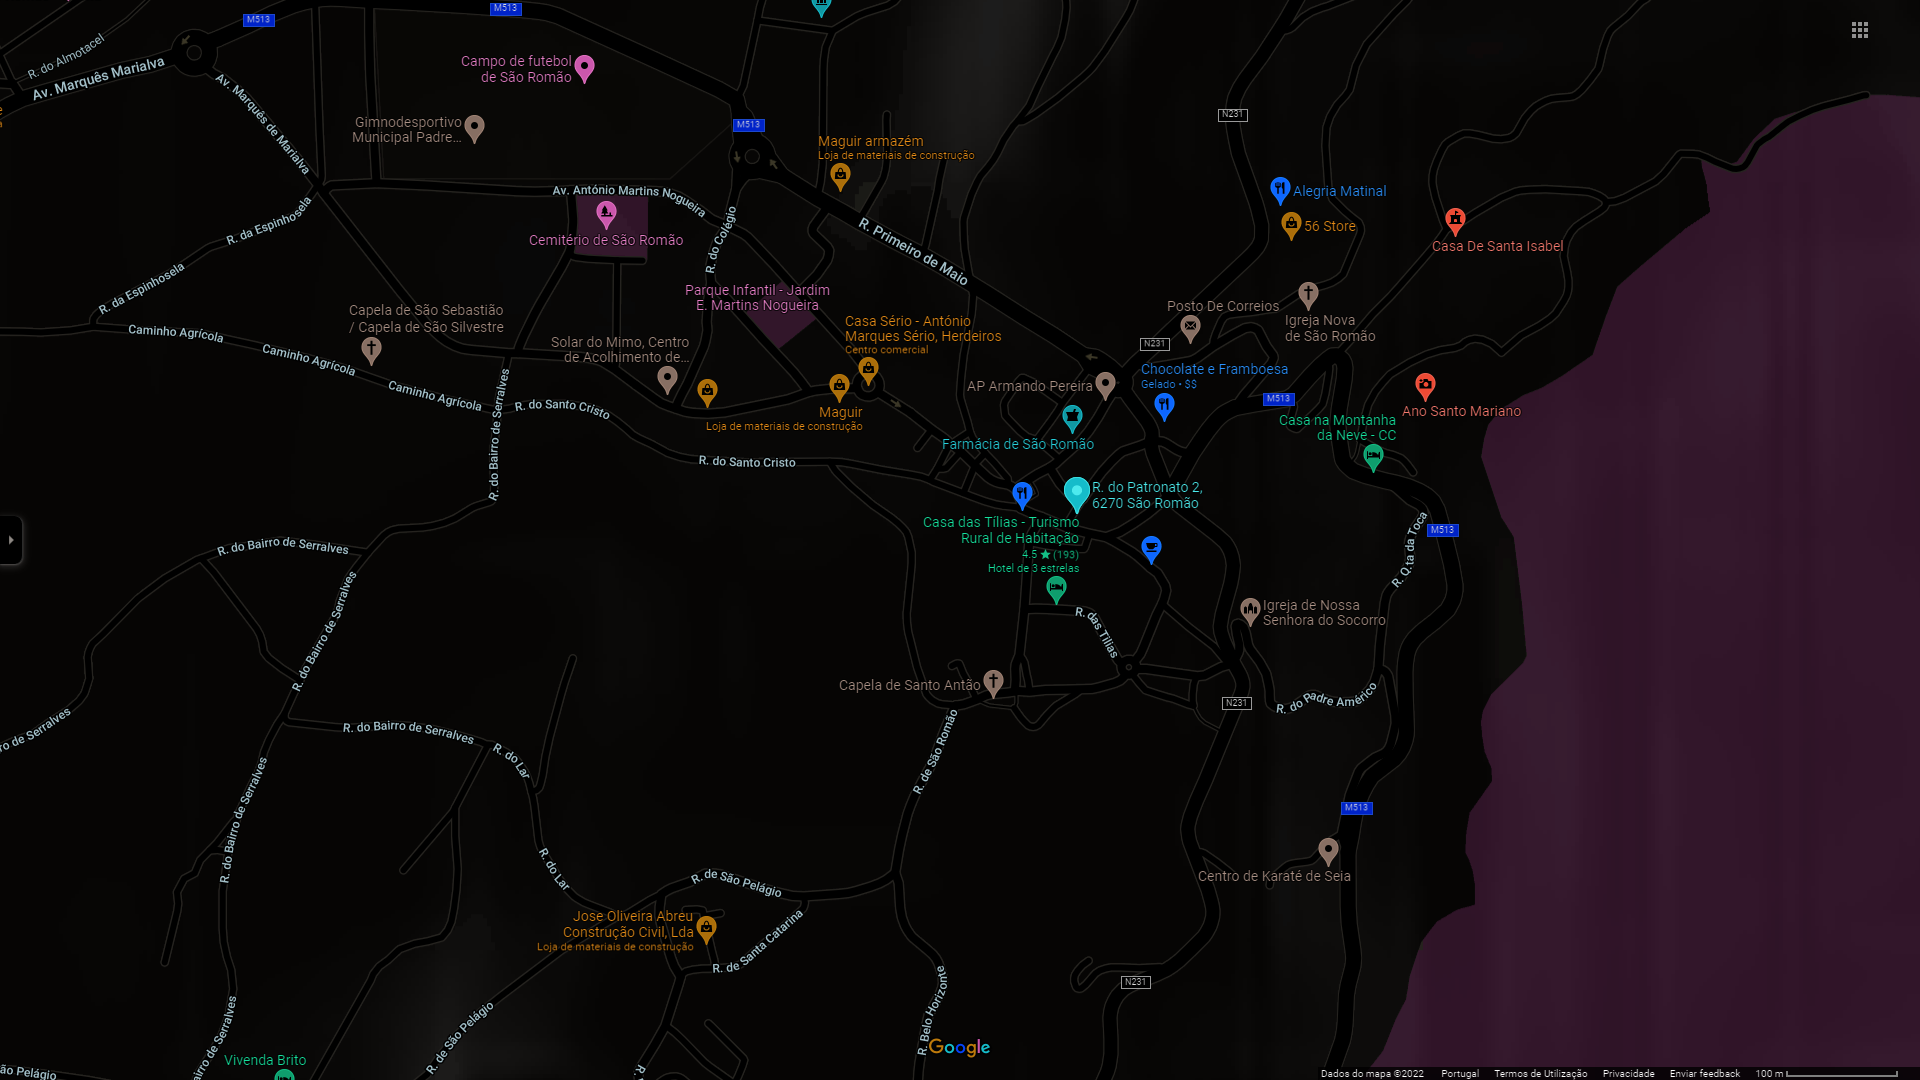 M513
M513
R. do Almotacel
Av. Marquês Marialva
Av. Marquês de Marialva
Campo de futebol
de São Romão
Gimnodesportivo
Municipal Padre...
M513
N231
Maguir armazém
Loja de materiais de construção
Av. António Martins Nogueira
Alegria Matinal
56 Store
R. da Espinhosela
Cemitério de São Romão
R. do Colégio
R. Primeiro de Maio
Casa De Santa Isabel
R. da Espinhosela
Parque Infantil - Jardim
E. Martins Nogueira
Capela de São Sebastião
/ Capela de São Silvestre
Posto De Correios
Igreja Nova
de São Romão
Caminho Agrícola
Caminho Agrícola
Caminho Agrícola
Casa Sério - António
Marques Sério, Herdeiros
Centro comercial
Solar do Mimo, Centro
de Acolhimento de...
N231
Chocolate e Framboesa
Gelado • $$
AP Armando Pereira
M513
Ano Santo Mariano
Maguir
Loja de materiais de construção
R. do Santo Cristo
R. do Bairro de Serralves
Casa na Montanha
da Neve - CC
Farmácia de São Romão
R. do Santo Cristo
R. do Patronato 2,
6270 São Romão
Casa das Tílias - Turismo
Rural de Habitação
4.5 ★ (193)
Hotel de 3 estrelas
M513
R. Q.ta da Toca
R. do Bairro de Serralves
R. do Bairro de Serralves
R. das Tílias
Igreja de Nossa
Senhora do Socorro
Capela de Santo Antão
N231
R. do Padre Américo
ro de Serralves
R. do Bairro de Serralves
R. do Lar
R. de São Romão
R. do Bairro de Serralves
M513
R. do Lar
R. de São Pelágio
Centro de Karaté de Seia
Jose Oliveira Abreu
Construção Civil, Lda
Loja de materiais de construção
R. de Santa Catarina
N231
R. Belo Horizonte
R. de São Pelágio
airro de Serralves
Vivenda Brito
ão Pelágio
R.
Google
Dados do mapa ©2022
Portugal
Termos de Utilização
Privacidade
Enviar feedback
100 m